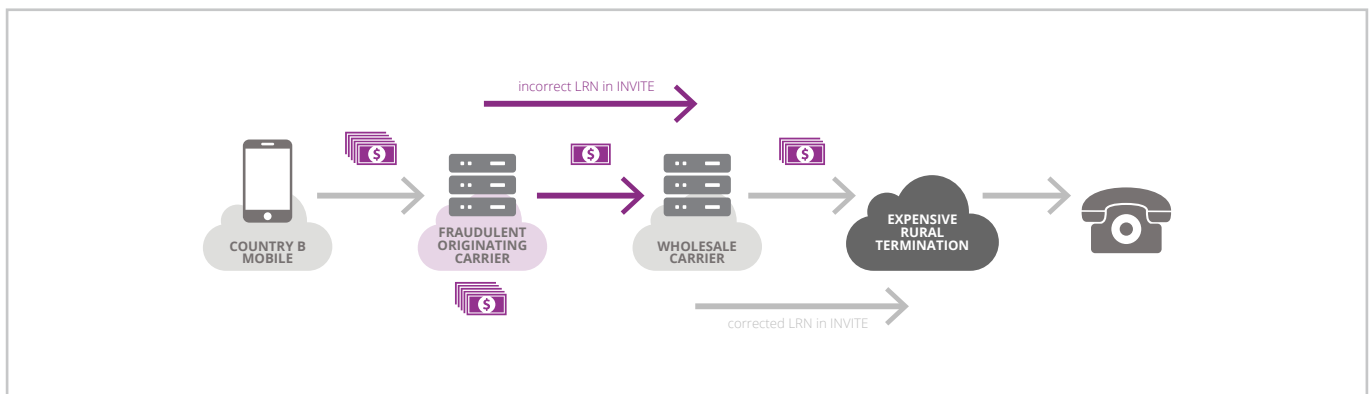 incorrect LRN in INVITE
$
$
$
COUNTRY B
MOBILE
FRAUDULENT
ORIGINATING
CARRIER
WHOLESALE
CARRIER
EXPENSIVE
RURAL
TERMINATION
$
corrected LRN in INVITE